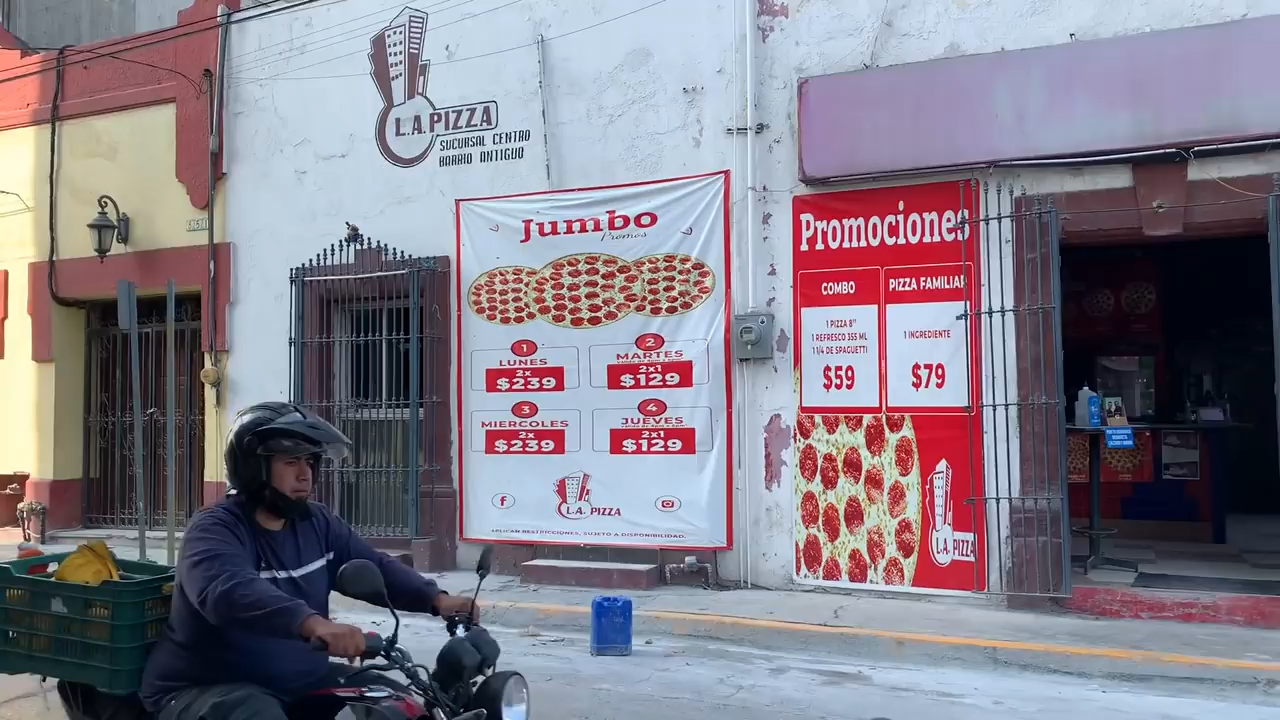 L.A. PIZZA
SUCURSAL CENTRO
BARRIO ANTIGUO
Jumbo
Promos
1
LUNES
2x
$239
2
MARTES
2x1
$129
3
MIERCOLES
2x
$239
4
JUEVES
2x1
$129
L.A. PIZZA
APLICAN RESTRICCIONES, SUJETO A DISPONIBILIDAD.
Promociones
COMBO
1 PIZZA 8"
1 REFRESCO 355 ML
1 1/4 DE SPAGUETTI
$59
PIZZA FAMILIAR
1 INGREDIENTE
$79
L.A. PIZZA